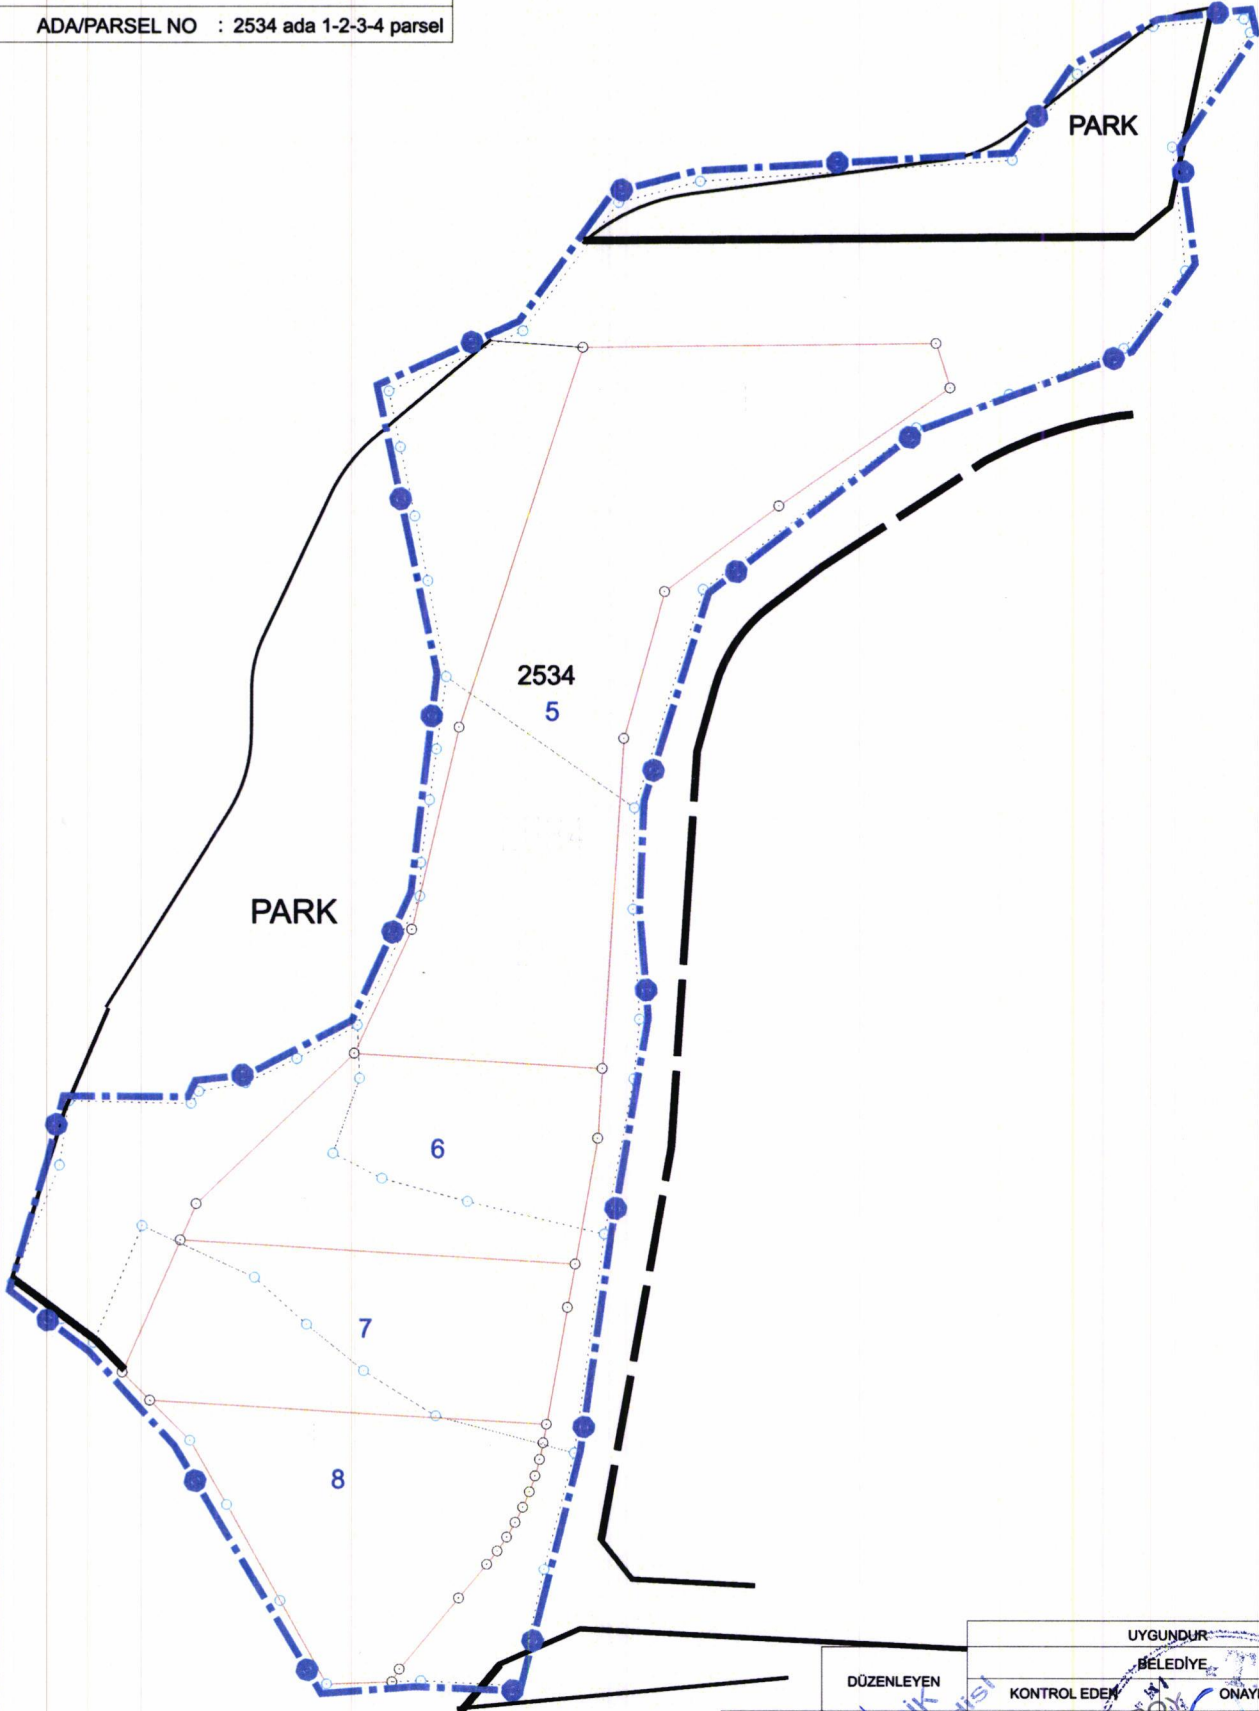 ADA/PARSEL NO : 2534 ada 1-2-3-4 parsel
PARK
2534
5
PARK
6
7
8
UYGUNDUR
BELEDİYE
DÜZENLEYEN
KONTROL EDEN